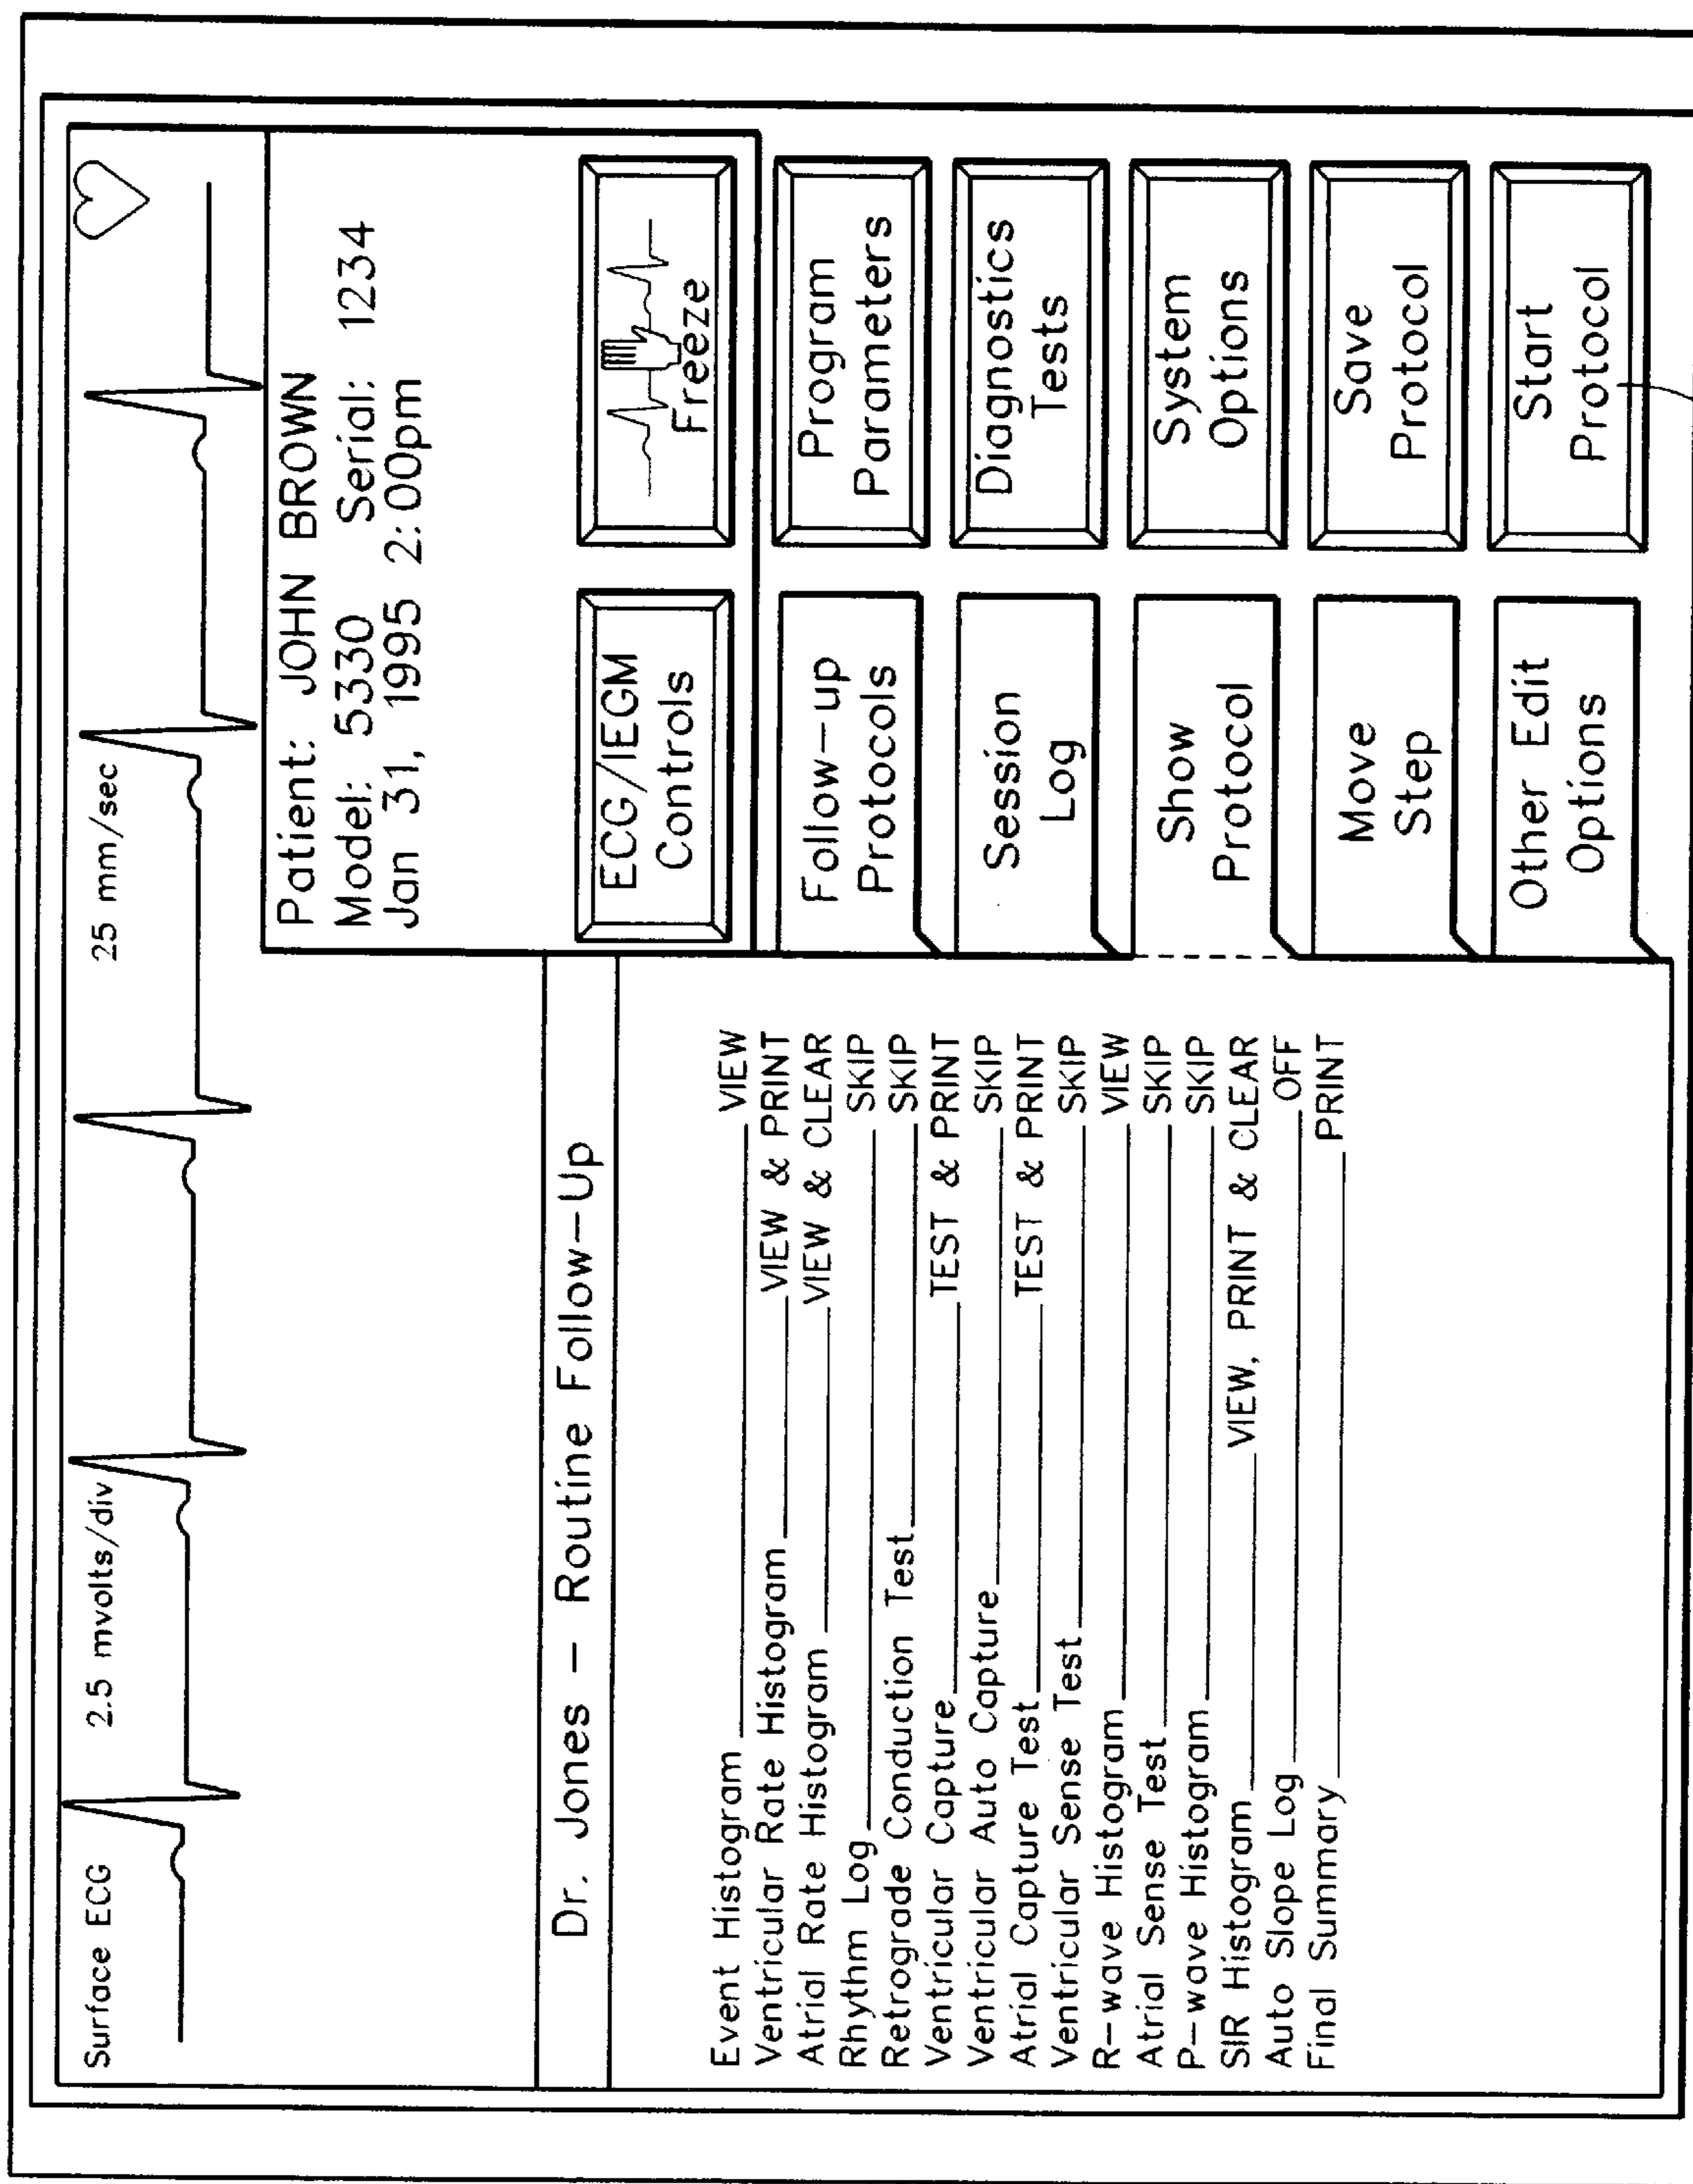 Surface ECG 2.5 mvolts/div 25 mm/sec
Patient: JOHN BROWN
Model: 5330 Serial: 1234
Jan 31, 1995 2:00pm
ECG/IEGM
Controls
Freeze
Dr. Jones - Routine Follow-Up
Event Histogram VIEW
Ventricular Rate Histogram VIEW & PRINT
Atrial Rate Histogram VIEW & CLEAR
Rhythm Log SKIP
Retrograde Conduction Test SKIP
Ventricular Capture TEST & PRINT
Ventricular Auto Capture SKIP
Atrial Capture Test TEST & PRINT
Ventricular Sense Test SKIP
R-wave Histogram VIEW
Atrial Sense Test SKIP
P-wave Histogram SKIP
SIR Histogram VIEW, PRINT & CLEAR
Auto Slope Log OFF
Final Summary PRINT
Follow-up
Protocols
Program
Parameters
Session
Log
Diagnostics
Tests
Show
Protocol
System
Options
Move
Step
Save
Protocol
Other Edit
Options
Start
Protocol